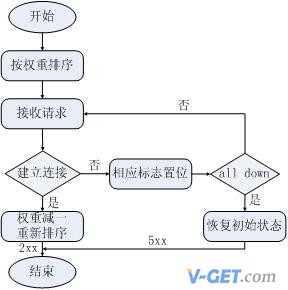 开始
按权重排序
接收请求
否
建立连接
否
相应标志置位
all down
是
是
权重减一
重新排序
恢复初始状态
2xx
5xx
结束
V-GET.com